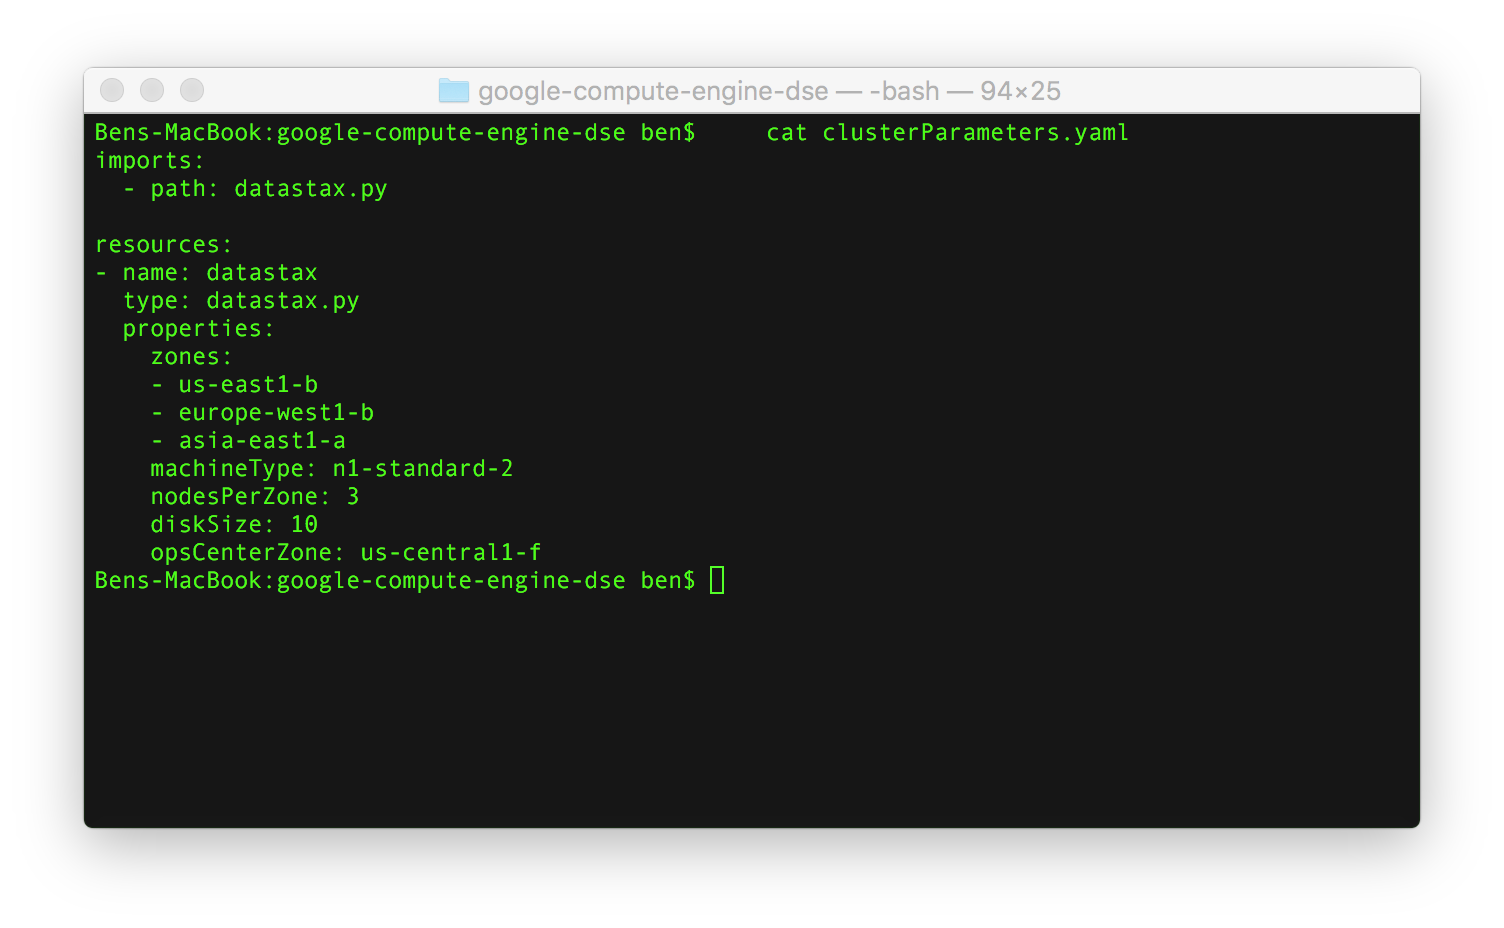 google-compute-engine-dse — -bash — 94×25
Bens-MacBook:google-compute-engine-dse ben$     cat clusterParameters.yaml
imports:
  - path: datastax.py

resources:
- name: datastax
  type: datastax.py
  properties:
    zones:
    - us-east1-b
    - europe-west1-b
    - asia-east1-a
    machineType: n1-standard-2
    nodesPerZone: 3
    diskSize: 10
    opsCenterZone: us-central1-f
Bens-MacBook:google-compute-engine-dse ben$